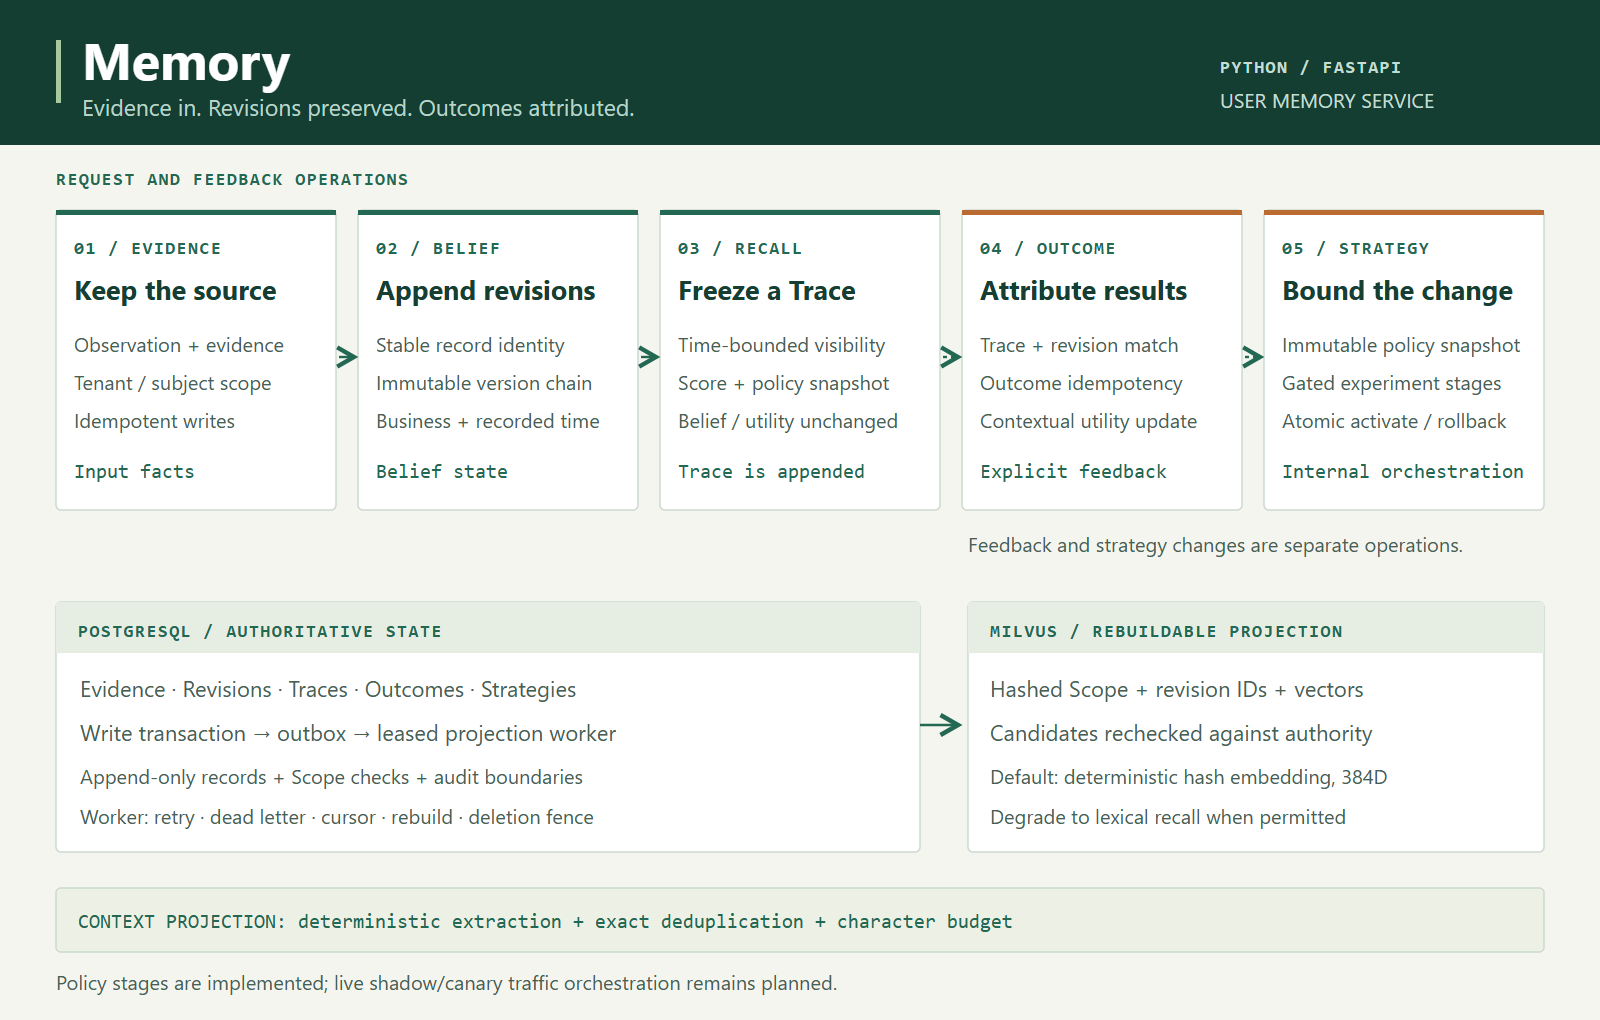 Memory
Evidence in. Revisions preserved. Outcomes attributed.
PYTHON / FASTAPI
USER MEMORY SERVICE
REQUEST AND FEEDBACK OPERATIONS
01 / EVIDENCE
Keep the source
Observation + evidence
Tenant / subject scope
Idempotent writes
Input facts
02 / BELIEF
Append revisions
Stable record identity
Immutable version chain
Business + recorded time
Belief state
03 / RECALL
Freeze a Trace
Time-bounded visibility
Score + policy snapshot
Belief / utility unchanged
Trace is appended
04 / OUTCOME
Attribute results
Trace + revision match
Outcome idempotency
Contextual utility update
Explicit feedback
05 / STRATEGY
Bound the change
Immutable policy snapshot
Gated experiment stages
Atomic activate / rollback
Internal orchestration
Feedback and strategy changes are separate operations.
POSTGRESQL / AUTHORITATIVE STATE
Evidence · Revisions · Traces · Outcomes · Strategies
Write transaction → outbox → leased projection worker
Append-only records + Scope checks + audit boundaries
Worker: retry · dead letter · cursor · rebuild · deletion fence
MILVUS / REBUILDABLE PROJECTION
Hashed Scope + revision IDs + vectors
Candidates rechecked against authority
Default: deterministic hash embedding, 384D
Degrade to lexical recall when permitted
CONTEXT PROJECTION: deterministic extraction + exact deduplication + character budget
Policy stages are implemented; live shadow/canary traffic orchestration remains planned.